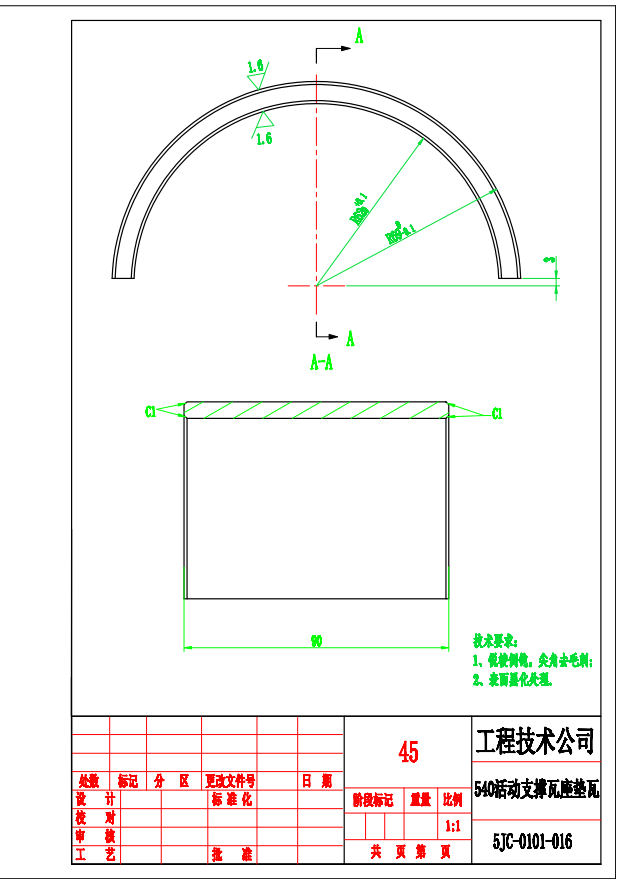 A
1.6
1.6
3
A
A-A
C1
C1
90
技术要求:
1、锐棱倒钝，尖角去毛刺;
2、表面黑化处理.
45
工程技术公司
处数 标记 分 区 更改文件号 日 期
设 计 标 准 化
阶段标记 重量 比例
540活动支撑瓦座垫瓦
校 对
1:1
审 核
5JC-0101-016
工 艺 批 准
共 页 第 页